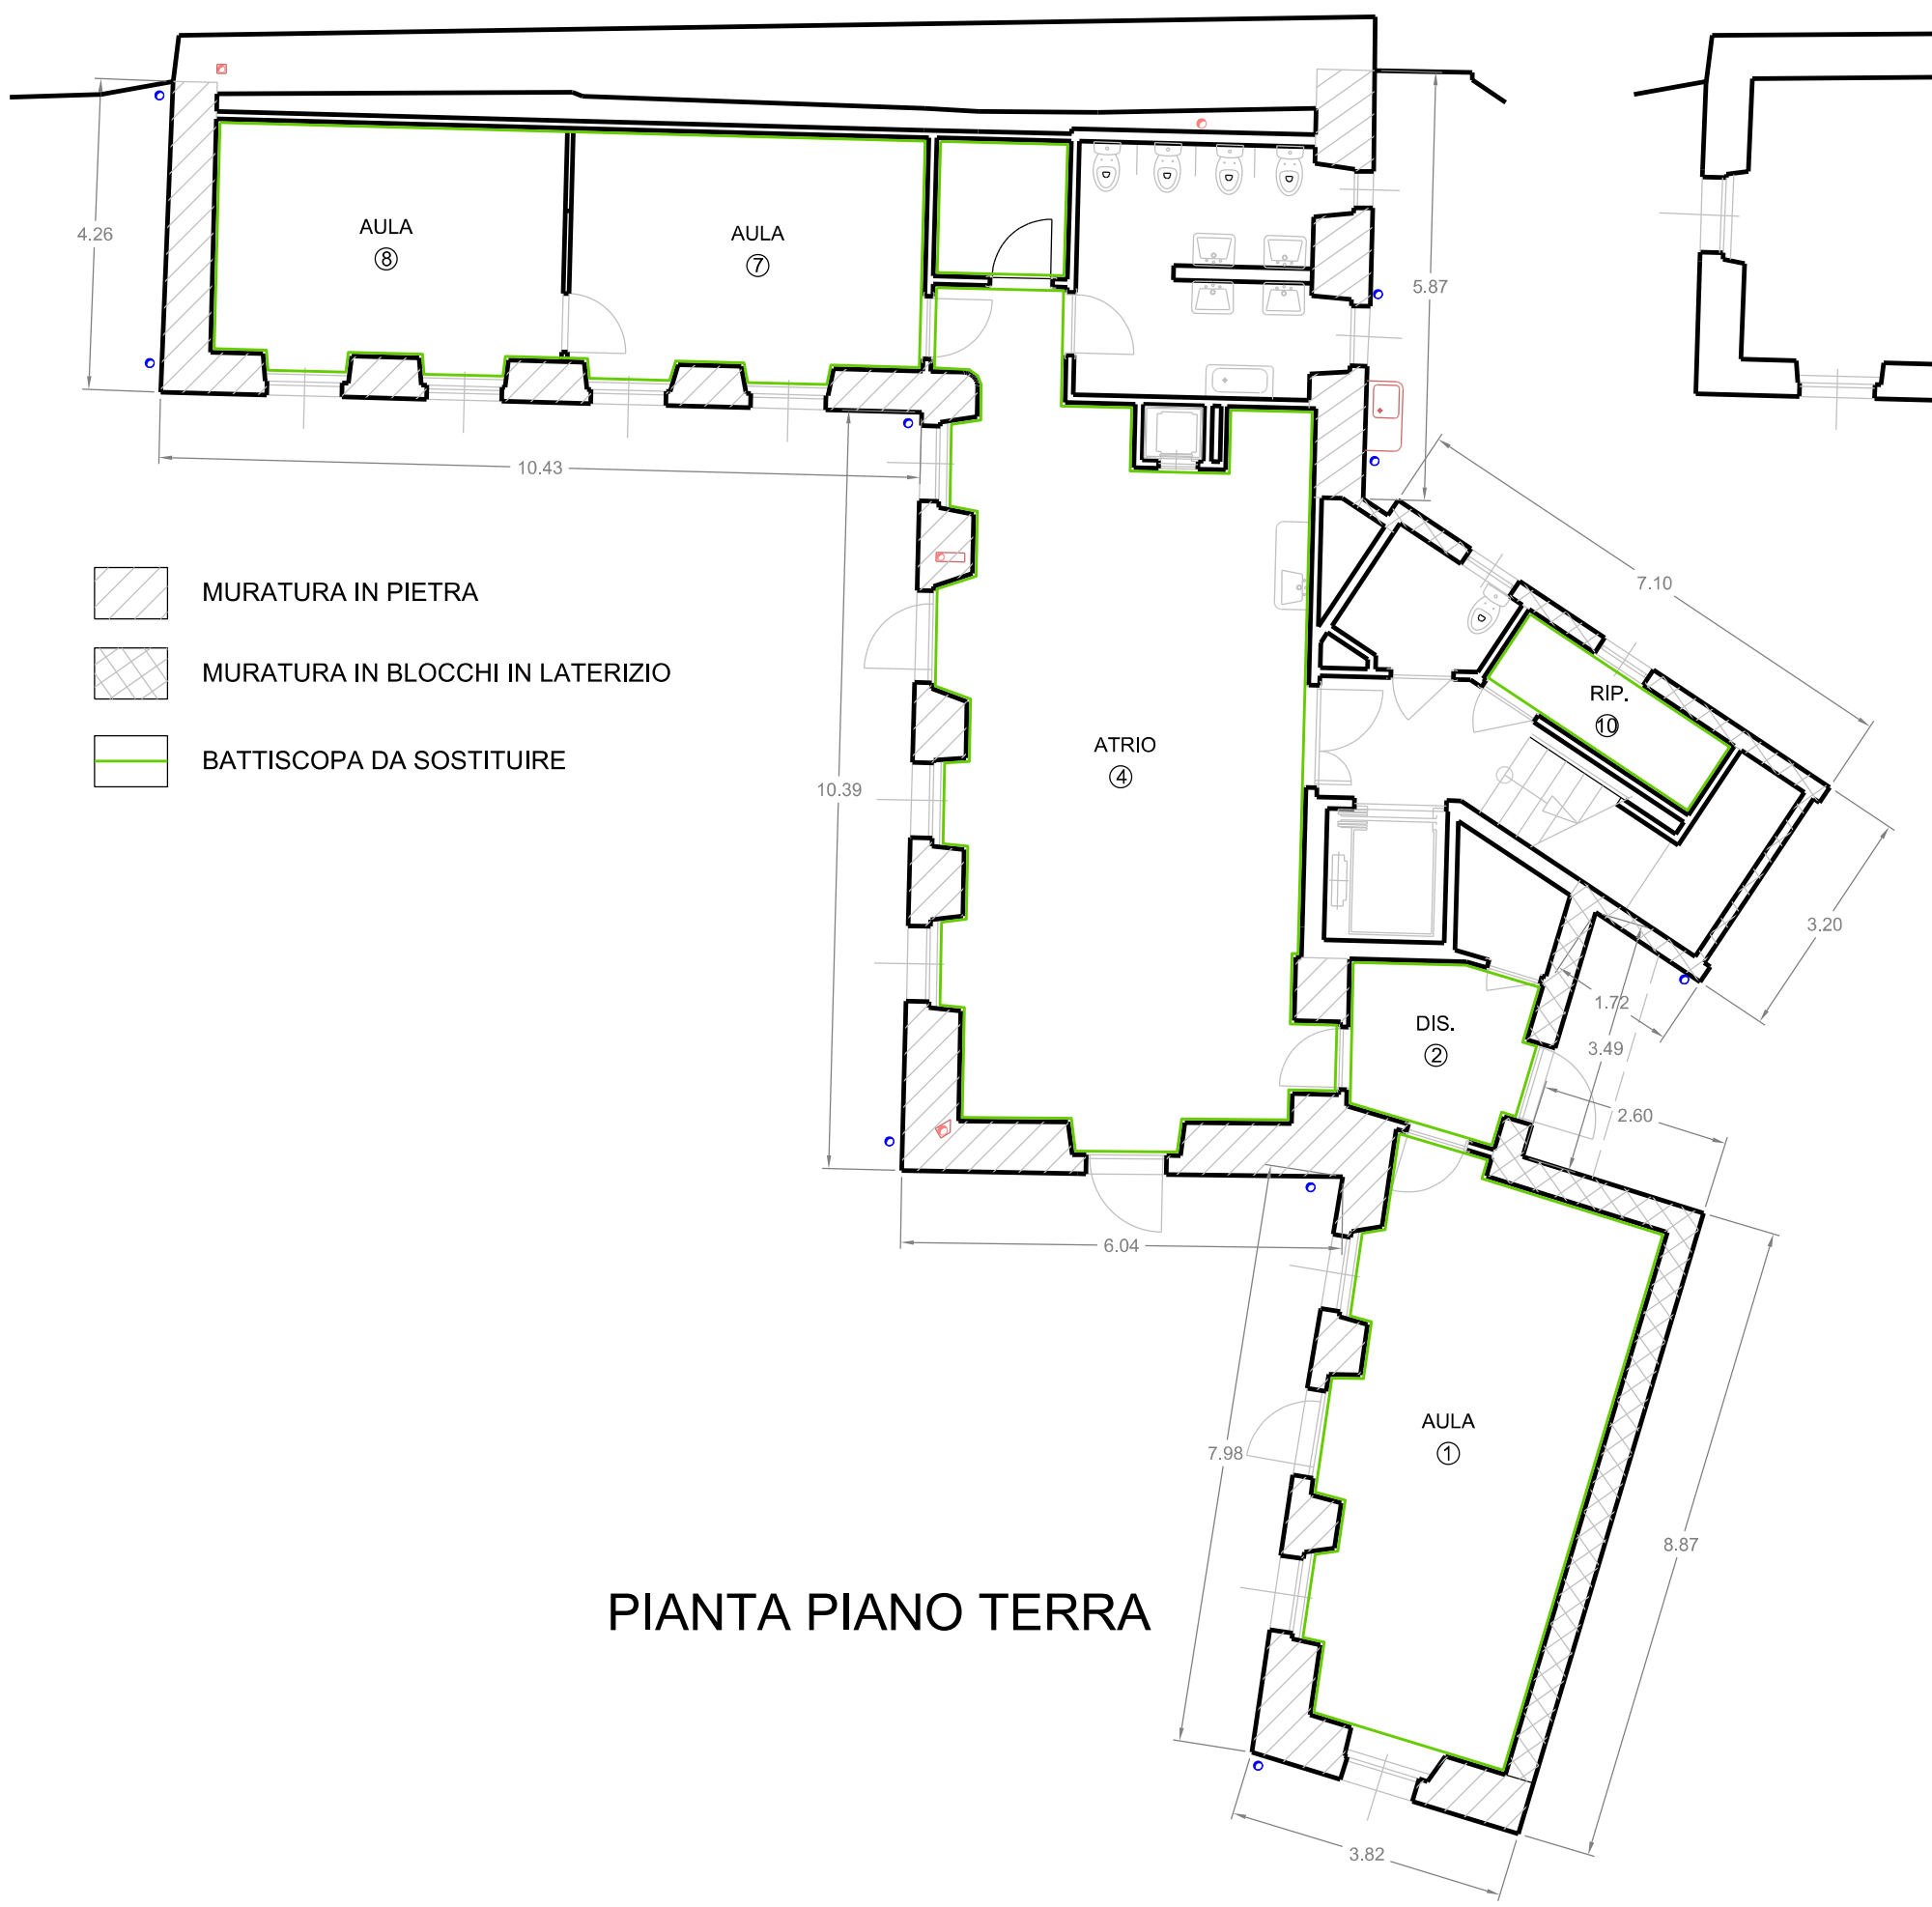 4.26
AULA
8
AULA
7
5.87
10.43
7.10
MURATURA IN PIETRA
MURATURA IN BLOCCHI IN LATERIZIO
BATTISCOPA DA SOSTITUIRE
RIP.
10
ATRIO
4
10.39
3.20
1.72
DIS.
2
3.49
2.60
6.04
AULA
1
7.98
8.87
PIANTA PIANO TERRA
3.82